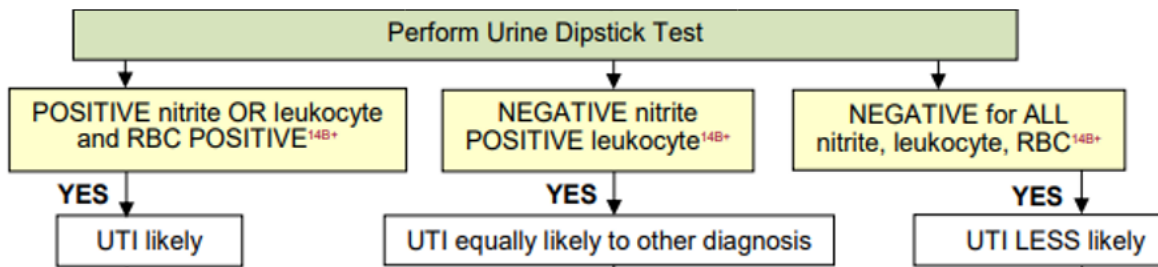 Perform Urine Dipstick Test
POSITIVE nitrite OR leukocyte
and RBC POSITIVE14B+
NEGATIVE nitrite
POSITIVE leukocyte14B+
NEGATIVE for ALL
nitrite, leukocyte, RBC14B+
YES
YES
YES
UTI likely
UTI equally likely to other diagnosis
UTI LESS likely